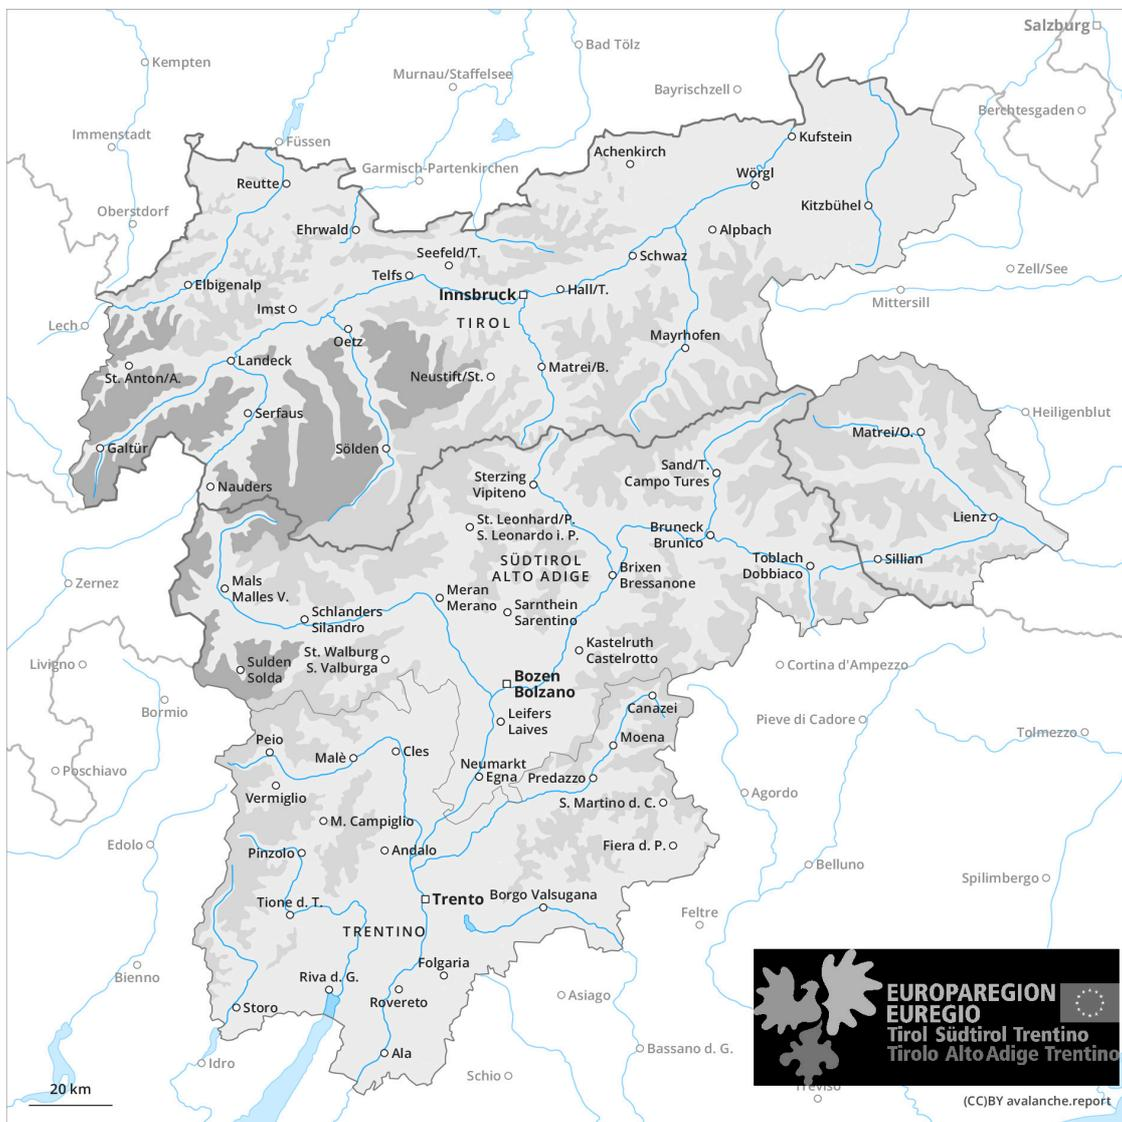 Salzburg
Bad Tölz
Kempten
Murnau/Staffelsee
Bayrischzell
Berchtesgaden
Immenstadt
Füssen
Kufstein
Achenkirch
Garmisch-Partenkirchen
Wörgl
Reutte
Kitzbühel
Oberstdorf
Ehrwald
Alpbach
Seefeld/T.
Schwaz
Zell/See
Telfs
Elbigenalp
Innsbruck
Hall/T.
Mittersill
Imst
TIROL
Lech
Oetz
Mayrhofen
Landeck
Matrei/B.
St. Anton/A.
Neustift/St.
Serfaus
Heiligenblut
Matrei/O.
Galtür
Sölden
Sand/T.
Campo Tures
Sterzing
Vipiteno
Nauders
Lienz
St. Leonhard/P.
S. Leonardo i. P.
Bruneck
Brunico
SÜDTIROL
ALTO ADIGE
Toblach
Dobbiaco
Sillian
Brixen
Bressanone
Zernez
Mals
Malles V.
Meran
Merano
Schlanders
Silandro
Sarnthein
Sarentino
Kastelruth
Castelrotto
St. Walburg
S. Valburga
Livigno
Sulden
Solda
Cortina d'Ampezzo
Bozen
Bolzano
Bormio
Canazei
Leifers
Laives
Pieve di Cadore
Tolmezzo
Moena
Peio
Cles
Malè
Neumarkt
Egna
Predazzo
Poschiavo
Vermiglio
Agordo
S. Martino d. C.
M. Campiglio
Edolo
Fiera d. P.
Pinzolo
Andalo
Belluno
Spilimbergo
Tione d. T.
Trento
Borgo Valsugana
Feltre
TRENTINO
Folgaria
Bienno
Riva d. G.
Rovereto
Asiago
Storo
EUROPAREGION
EUREGIO
Tirol Südtirol Trentino
Tirolo Alto Adige Trentino
Ala
Bassano d. G.
Idro
Schio
Treviso
20 km
(CC)BY avalanche.report